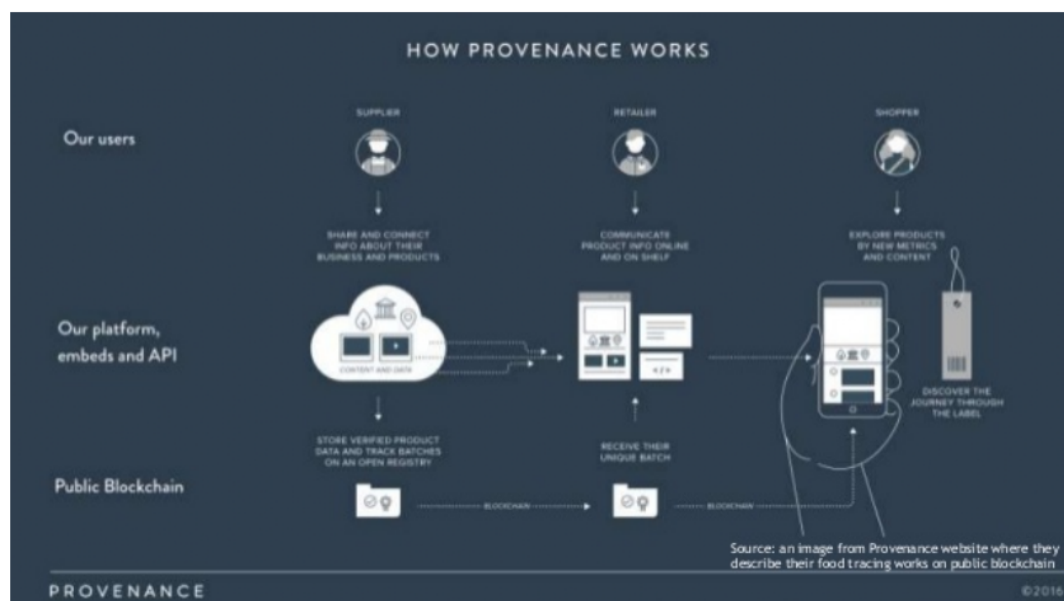 HOW PROVENANCE WORKS
Our users
SUPPLIER
RETAILER
SHOPPER
SHARE AND CONNECT
INFO ABOUT THEIR
BUSINESS AND PRODUCTS
COMMUNICATE
PRODUCT INFO ONLINE
AND ON SHELF
EXPLORE PRODUCTS
BY NEW METRICS
AND CONTENT
Our platform,
embeds and API
CONTENT AND DATA
</>
DISCOVER THE
JOURNEY THROUGH
THE LABEL
STORE VERIFIED PRODUCT
DATA AND TRACK BATCHES
ON AN OPEN REGISTRY
RECEIVE THEIR
UNIQUE BATCH
Public Blockchain
BLOCKCHAIN
BLOCKCHAIN
Source: an image from Provenance website where they
describe their food tracing works on public blockchain
PROVENANCE
©2016